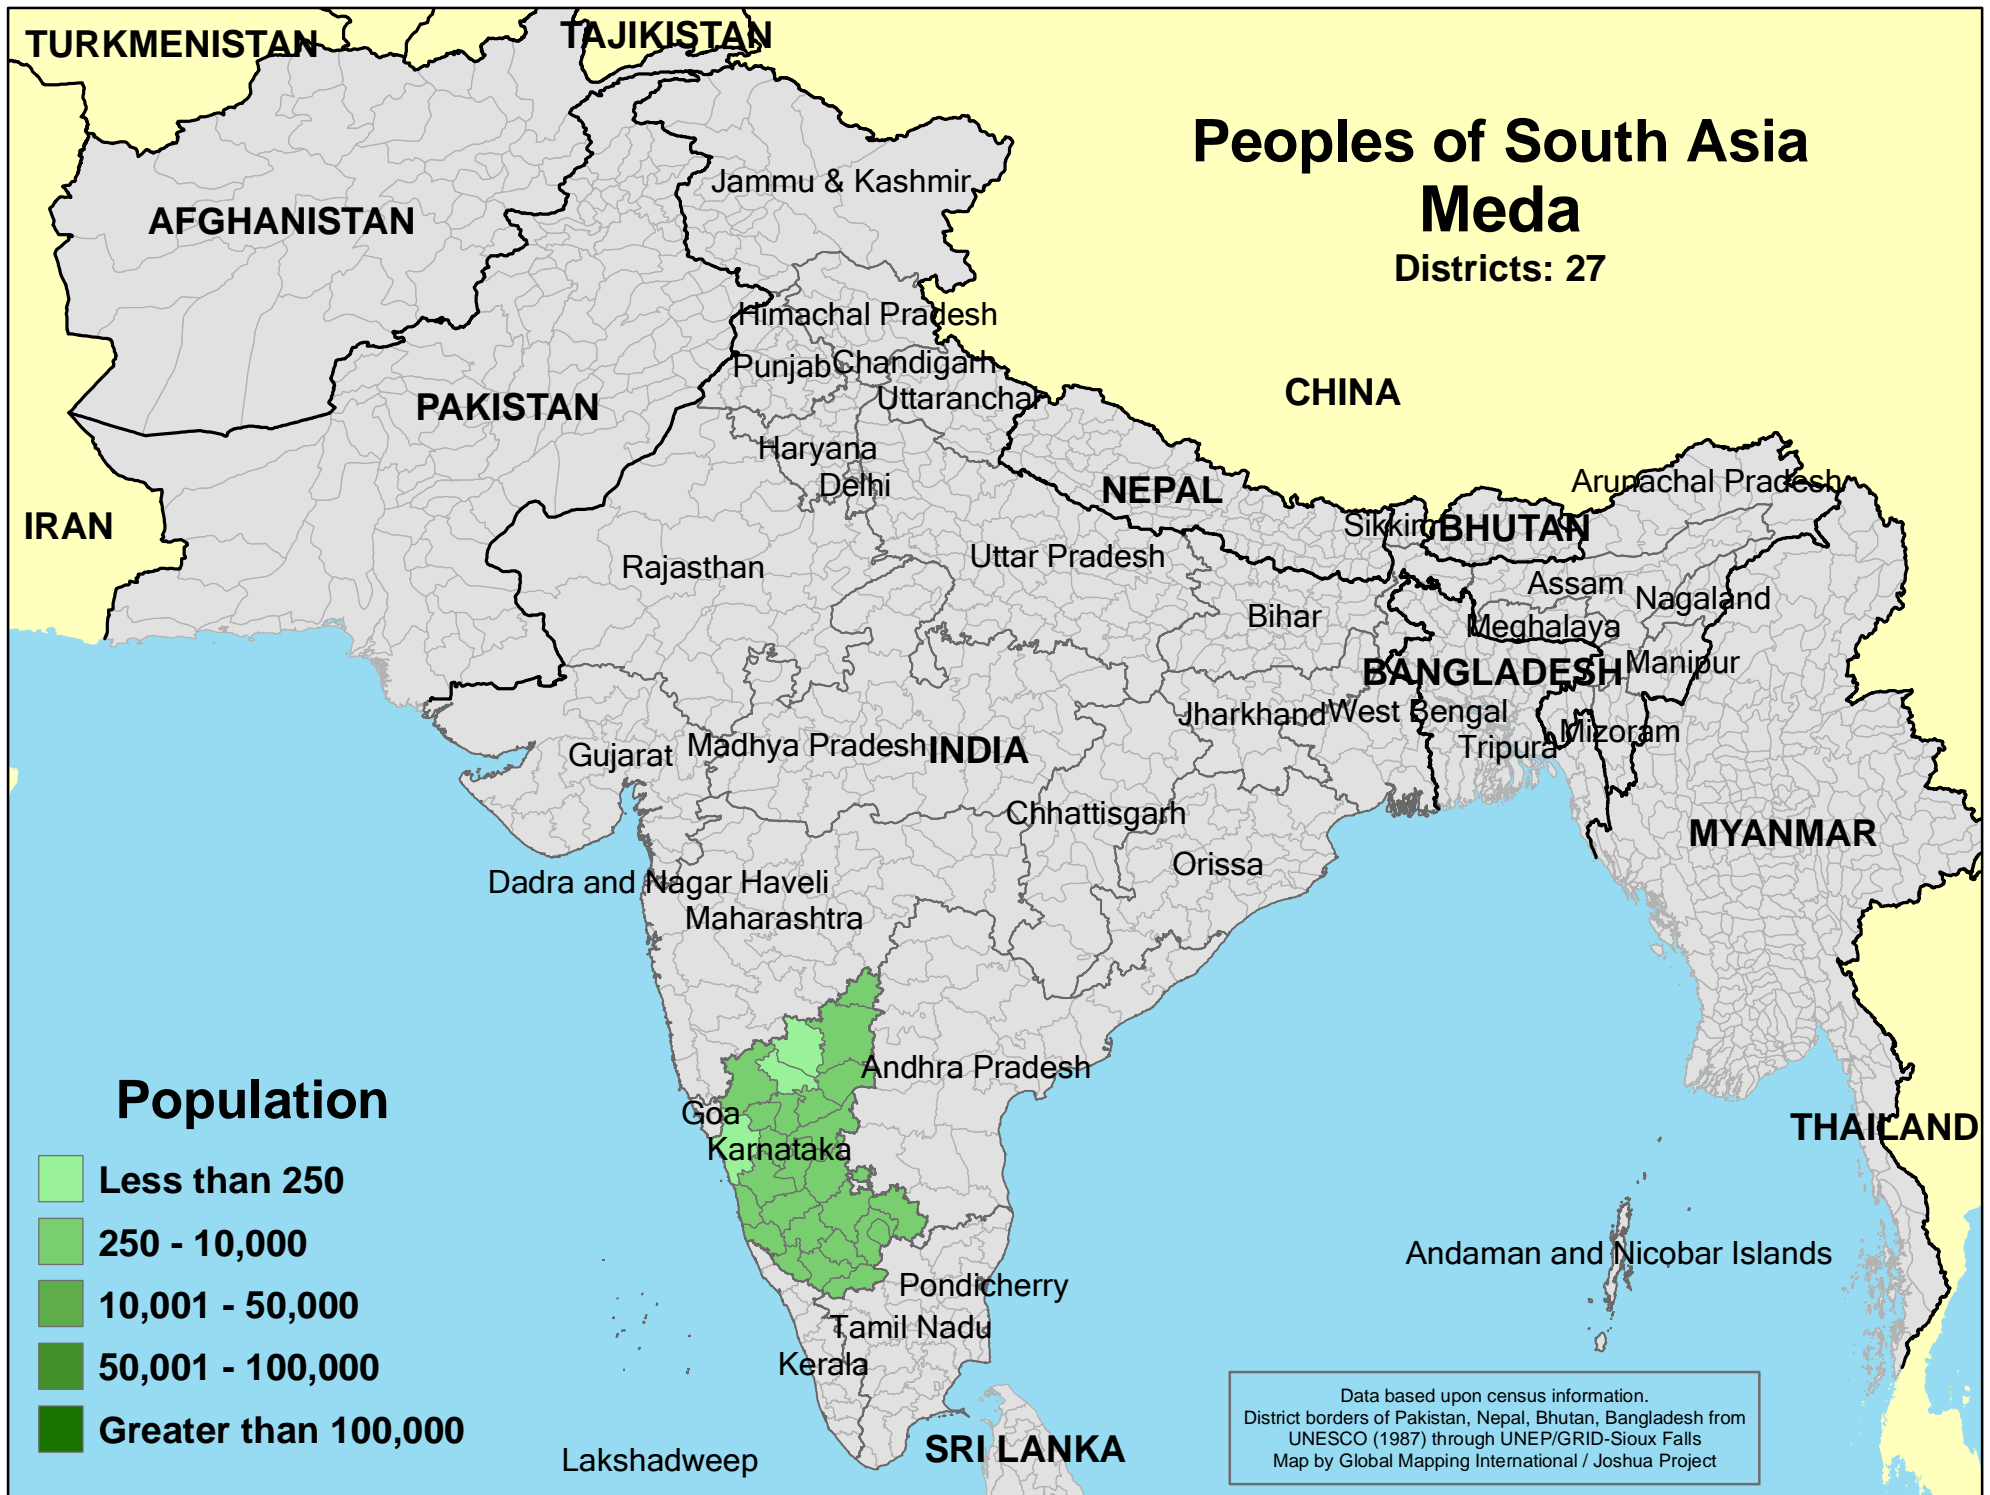 TURKMENISTAN
TAJIKISTAN
Peoples of South Asia
Meda
Districts: 27
Jammu & Kashmir
AFGHANISTAN
Himachal Pradesh
Punjab
Chandigarh
Uttaranchal
PAKISTAN
CHINA
Haryana
Delhi
NEPAL
Arunachal Pradesh
IRAN
Sikkim
BHUTAN
Rajasthan
Uttar Pradesh
Assam
Nagaland
Bihar
Meghalaya
BANGLADESH
Manipur
Jharkhand
West Bengal
Gujarat
Madhya Pradesh
INDIA
Tripura
Mizoram
Chhattisgarh
MYANMAR
Orissa
Dadra and Nagar Haveli
Maharashtra
Andhra Pradesh
Goa
Karnataka
THAILAND
Andaman and Nicobar Islands
Pondicherry
Tamil Nadu
Kerala
Lakshadweep
SRI LANKA
Population
Less than 250
250 - 10,000
10,001 - 50,000
50,001 - 100,000
Greater than 100,000
Data based upon census information.
District borders of Pakistan, Nepal, Bhutan, Bangladesh from
UNESCO (1987) through UNEP/GRID-Sioux Falls
Map by Global Mapping International / Joshua Project